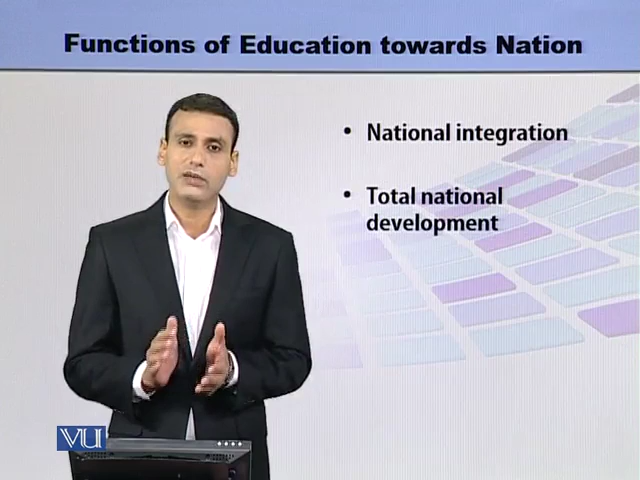 Functions of Education towards Nation
• National integration
• Total national
development
VU